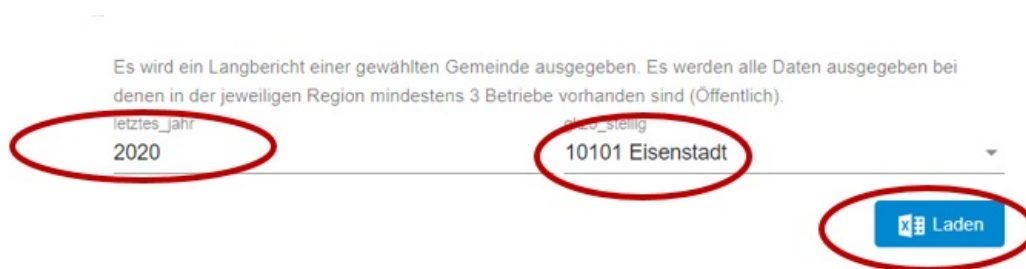 Es wird ein Langbericht einer gewählten Gemeinde ausgegeben. Es werden alle Daten ausgegeben bei
denen in der jeweiligen Region mindestens 3 Betriebe vorhanden sind (Öffentlich).
letztes_jahr
2020
10101 Eisenstadt
Laden